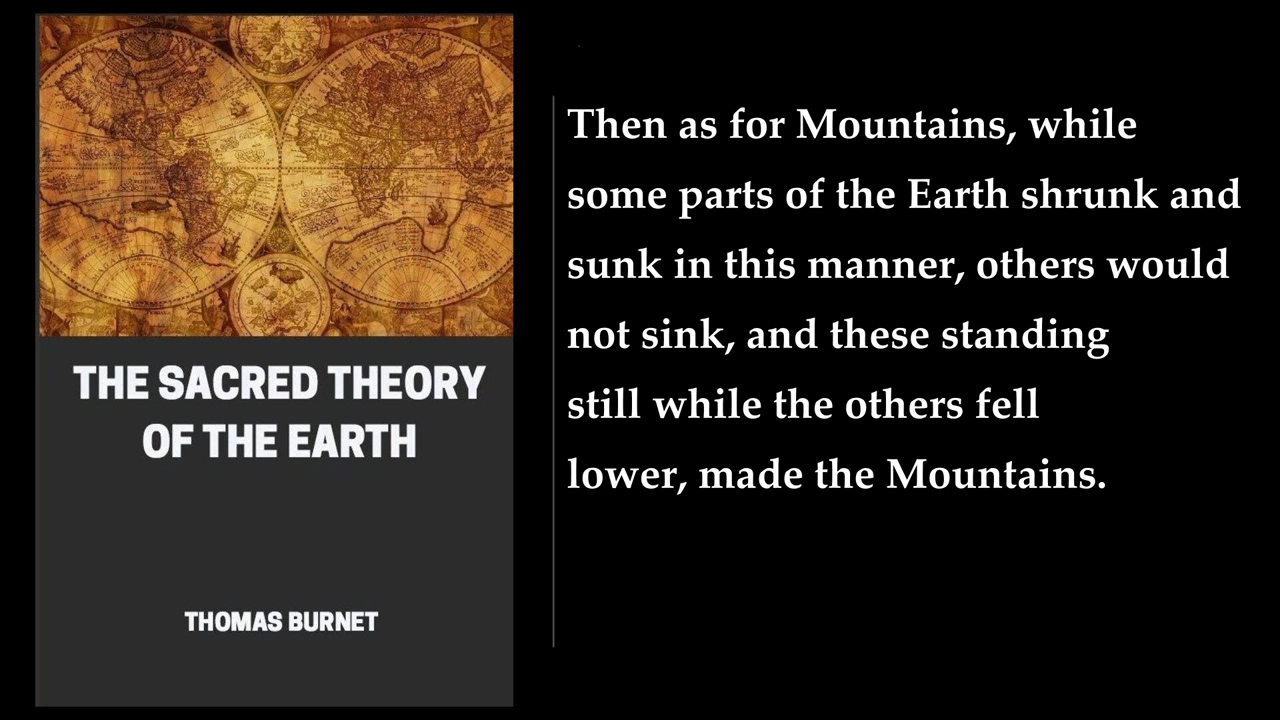 THE SACRED THEORY
OF THE EARTH
THOMAS BURNET
Then as for Mountains, while
some parts of the Earth shrunk and
sunk in this manner, others would
not sink, and these standing
still while the others fell
lower, made the Mountains.